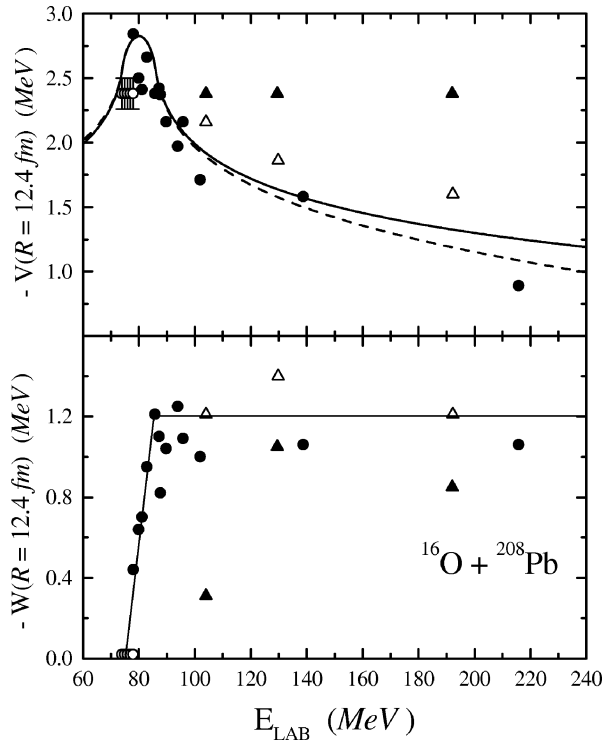 - V(R = 12.4 fm) (MeV)
3.0
2.5
2.0
1.5
1.0
- W(R = 12.4 fm) (MeV)
1.2
0.8
0.4
0.0
¹⁶O + ²⁰⁸Pb
60 80 100 120 140 160 180 200 220 240
E_LAB (MeV)